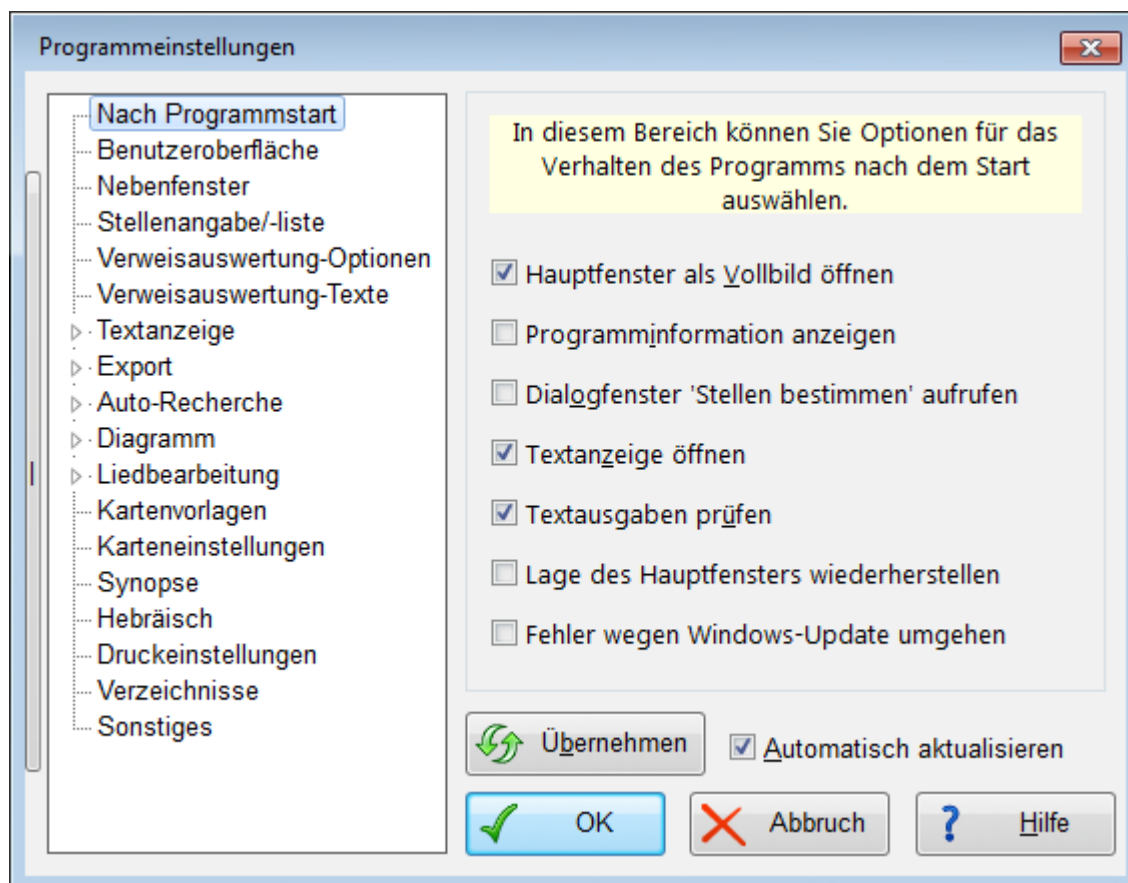 Programmeinstellungen
Nach Programmstart
Benutzeroberfläche
Nebenfenster
Stellenangabe/-liste
Verweisauswertung-Optionen
Verweisauswertung-Texte
Textanzeige
Export
Auto-Recherche
Diagramm
Liedbearbeitung
Kartenvorlagen
Karteneinstellungen
Synopse
Hebräisch
Druckeinstellungen
Verzeichnisse
Sonstiges
In diesem Bereich können Sie Optionen für das
Verhalten des Programms nach dem Start
auswählen.
Hauptfenster als Vollbild öffnen
Programminformation anzeigen
Dialogfenster 'Stellen bestimmen' aufrufen
Textanzeige öffnen
Textausgaben prüfen
Lage des Hauptfensters wiederherstellen
Fehler wegen Windows-Update umgehen
Übernehmen
Automatisch aktualisieren
OK
Abbruch
Hilfe